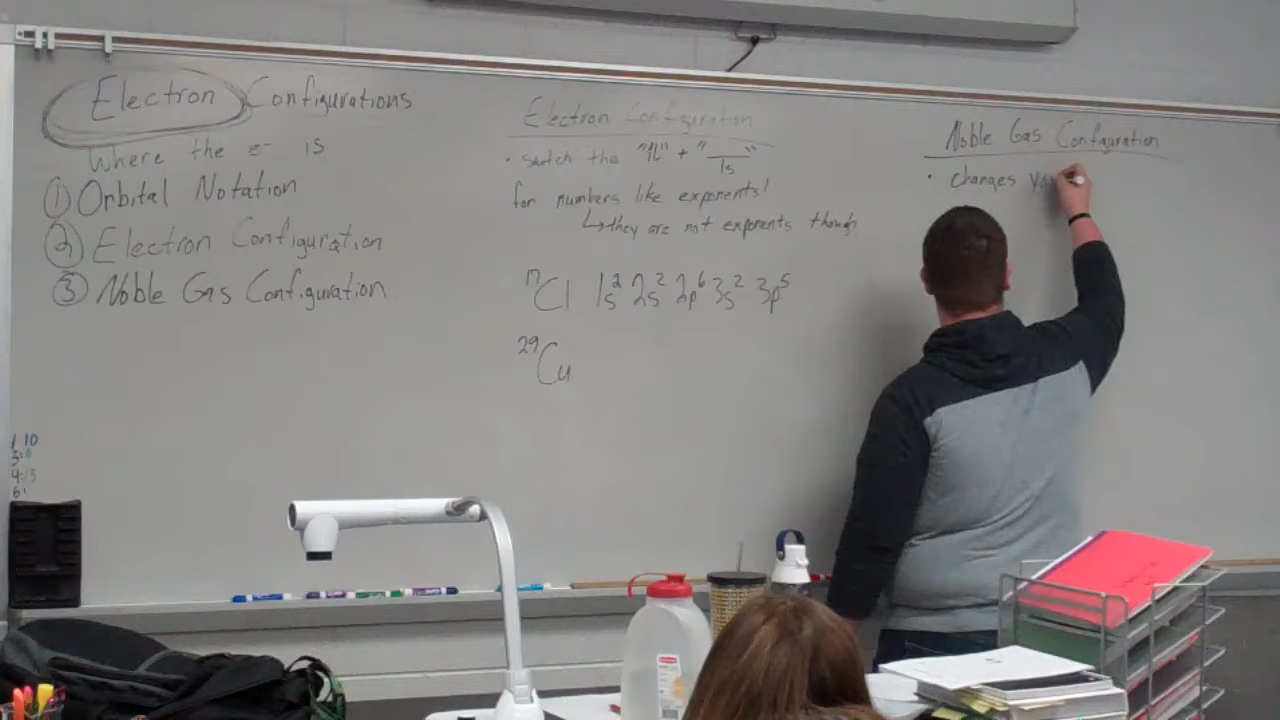 Electron Configurations
Where the e⁻ is
① Orbital Notation
② Electron Configuration
③ Noble Gas Configuration
Electron Configuration
• switch the "↑↓" + "__ 1s"
for numbers like exponents!
↳they are not exponents though
¹⁷Cl 1s² 2s² 2p⁶ 3s² 3p⁵
²⁹Cu
Noble Gas Configuration
• changes